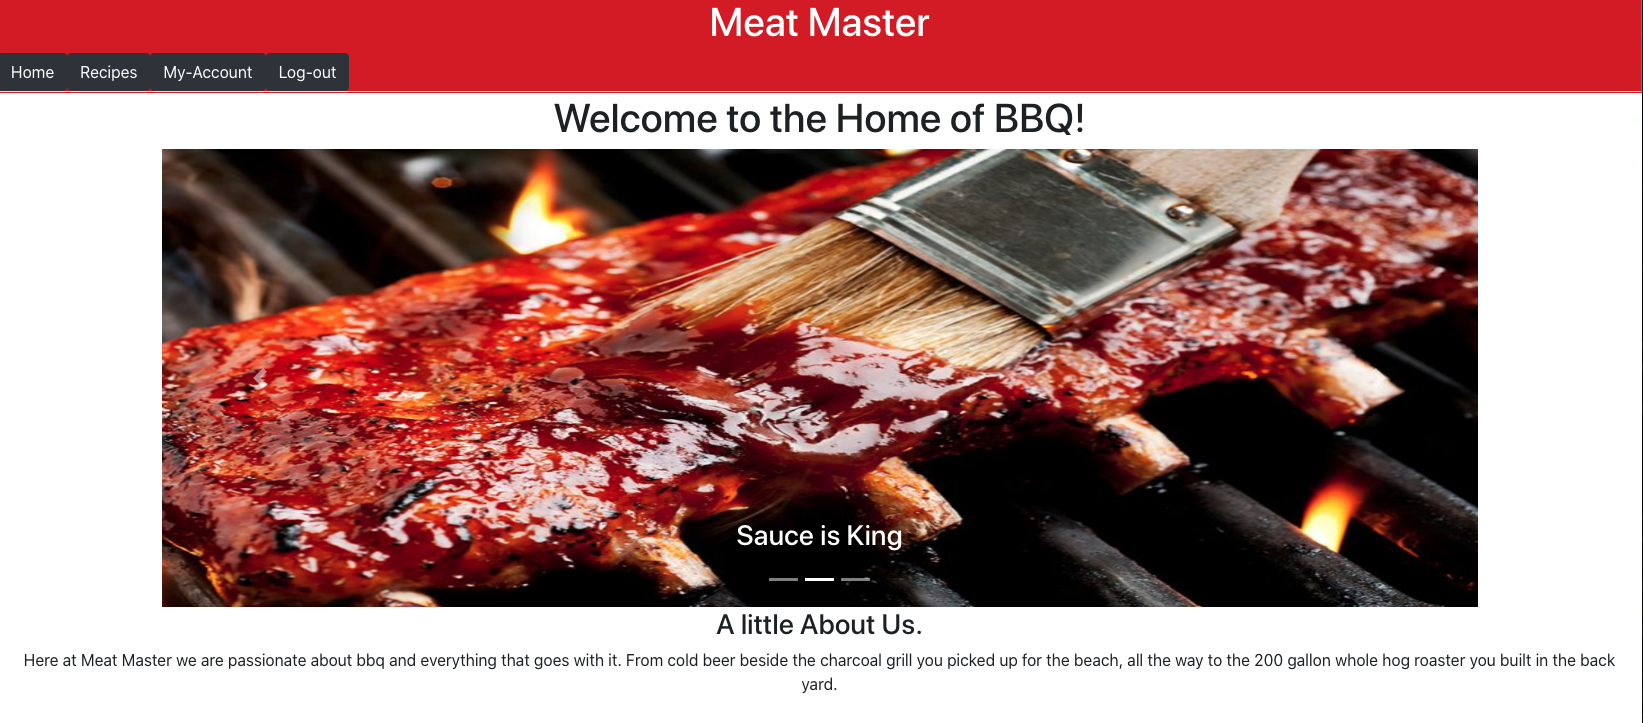 Meat Master
Home Recipes My-Account Log-out
Welcome to the Home of BBQ!
Sauce is King
A little About Us.
Here at Meat Master we are passionate about bbq and everything that goes with it. From cold beer beside the charcoal grill you picked up for the beach, all the way to the 200 gallon whole hog roaster you built in the back
yard.